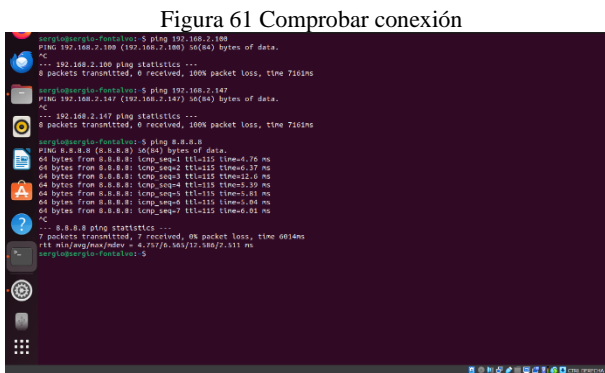 Figura 61 Comprobar conexión
sergio@sergio-fontalvo:~$ ping 192.168.2.100
PING 192.168.2.100 (192.168.2.100) 56(84) bytes of data.
^C
--- 192.168.2.100 ping statistics ---
8 packets transmitted, 0 received, 100% packet loss, time 7161ms
sergio@sergio-fontalvo:~$ ping 192.168.2.147
PING 192.168.2.147 (192.168.2.147) 56(84) bytes of data.
^C
--- 192.168.2.147 ping statistics ---
8 packets transmitted, 0 received, 100% packet loss, time 7161ms
sergio@sergio-fontalvo:~$ ping 8.8.8.8
PING 8.8.8.8 (8.8.8.8) 56(84) bytes of data.
64 bytes from 8.8.8.8: icmp_seq=1 ttl=115 time=4.76 ms
64 bytes from 8.8.8.8: icmp_seq=2 ttl=115 time=6.37 ms
64 bytes from 8.8.8.8: icmp_seq=3 ttl=115 time=12.6 ms
64 bytes from 8.8.8.8: icmp_seq=4 ttl=115 time=5.39 ms
64 bytes from 8.8.8.8: icmp_seq=5 ttl=115 time=5.81 ms
64 bytes from 8.8.8.8: icmp_seq=6 ttl=115 time=5.04 ms
64 bytes from 8.8.8.8: icmp_seq=7 ttl=115 time=6.01 ms
^C
--- 8.8.8.8 ping statistics ---
7 packets transmitted, 7 received, 0% packet loss, time 6014ms
rtt min/avg/max/mdev = 4.757/6.565/12.586/2.511 ms
sergio@sergio-fontalvo:~$
CTRL DERECHA